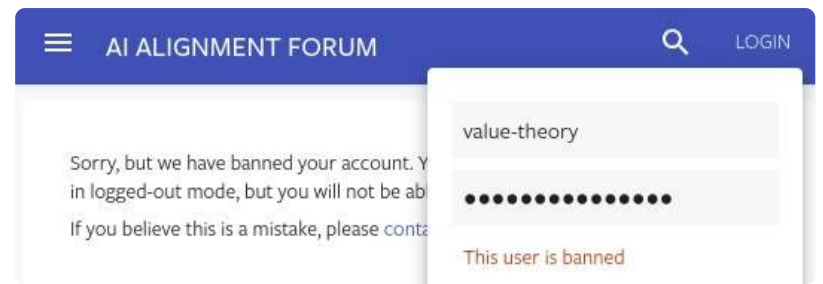 AI ALIGNMENT FORUM
LOGIN
Sorry, but we have banned your account. Y
in logged-out mode, but you will not be ab
If you believe this is a mistake, please conta
value-theory
●●●●●●●●●●●●●●●
This user is banned